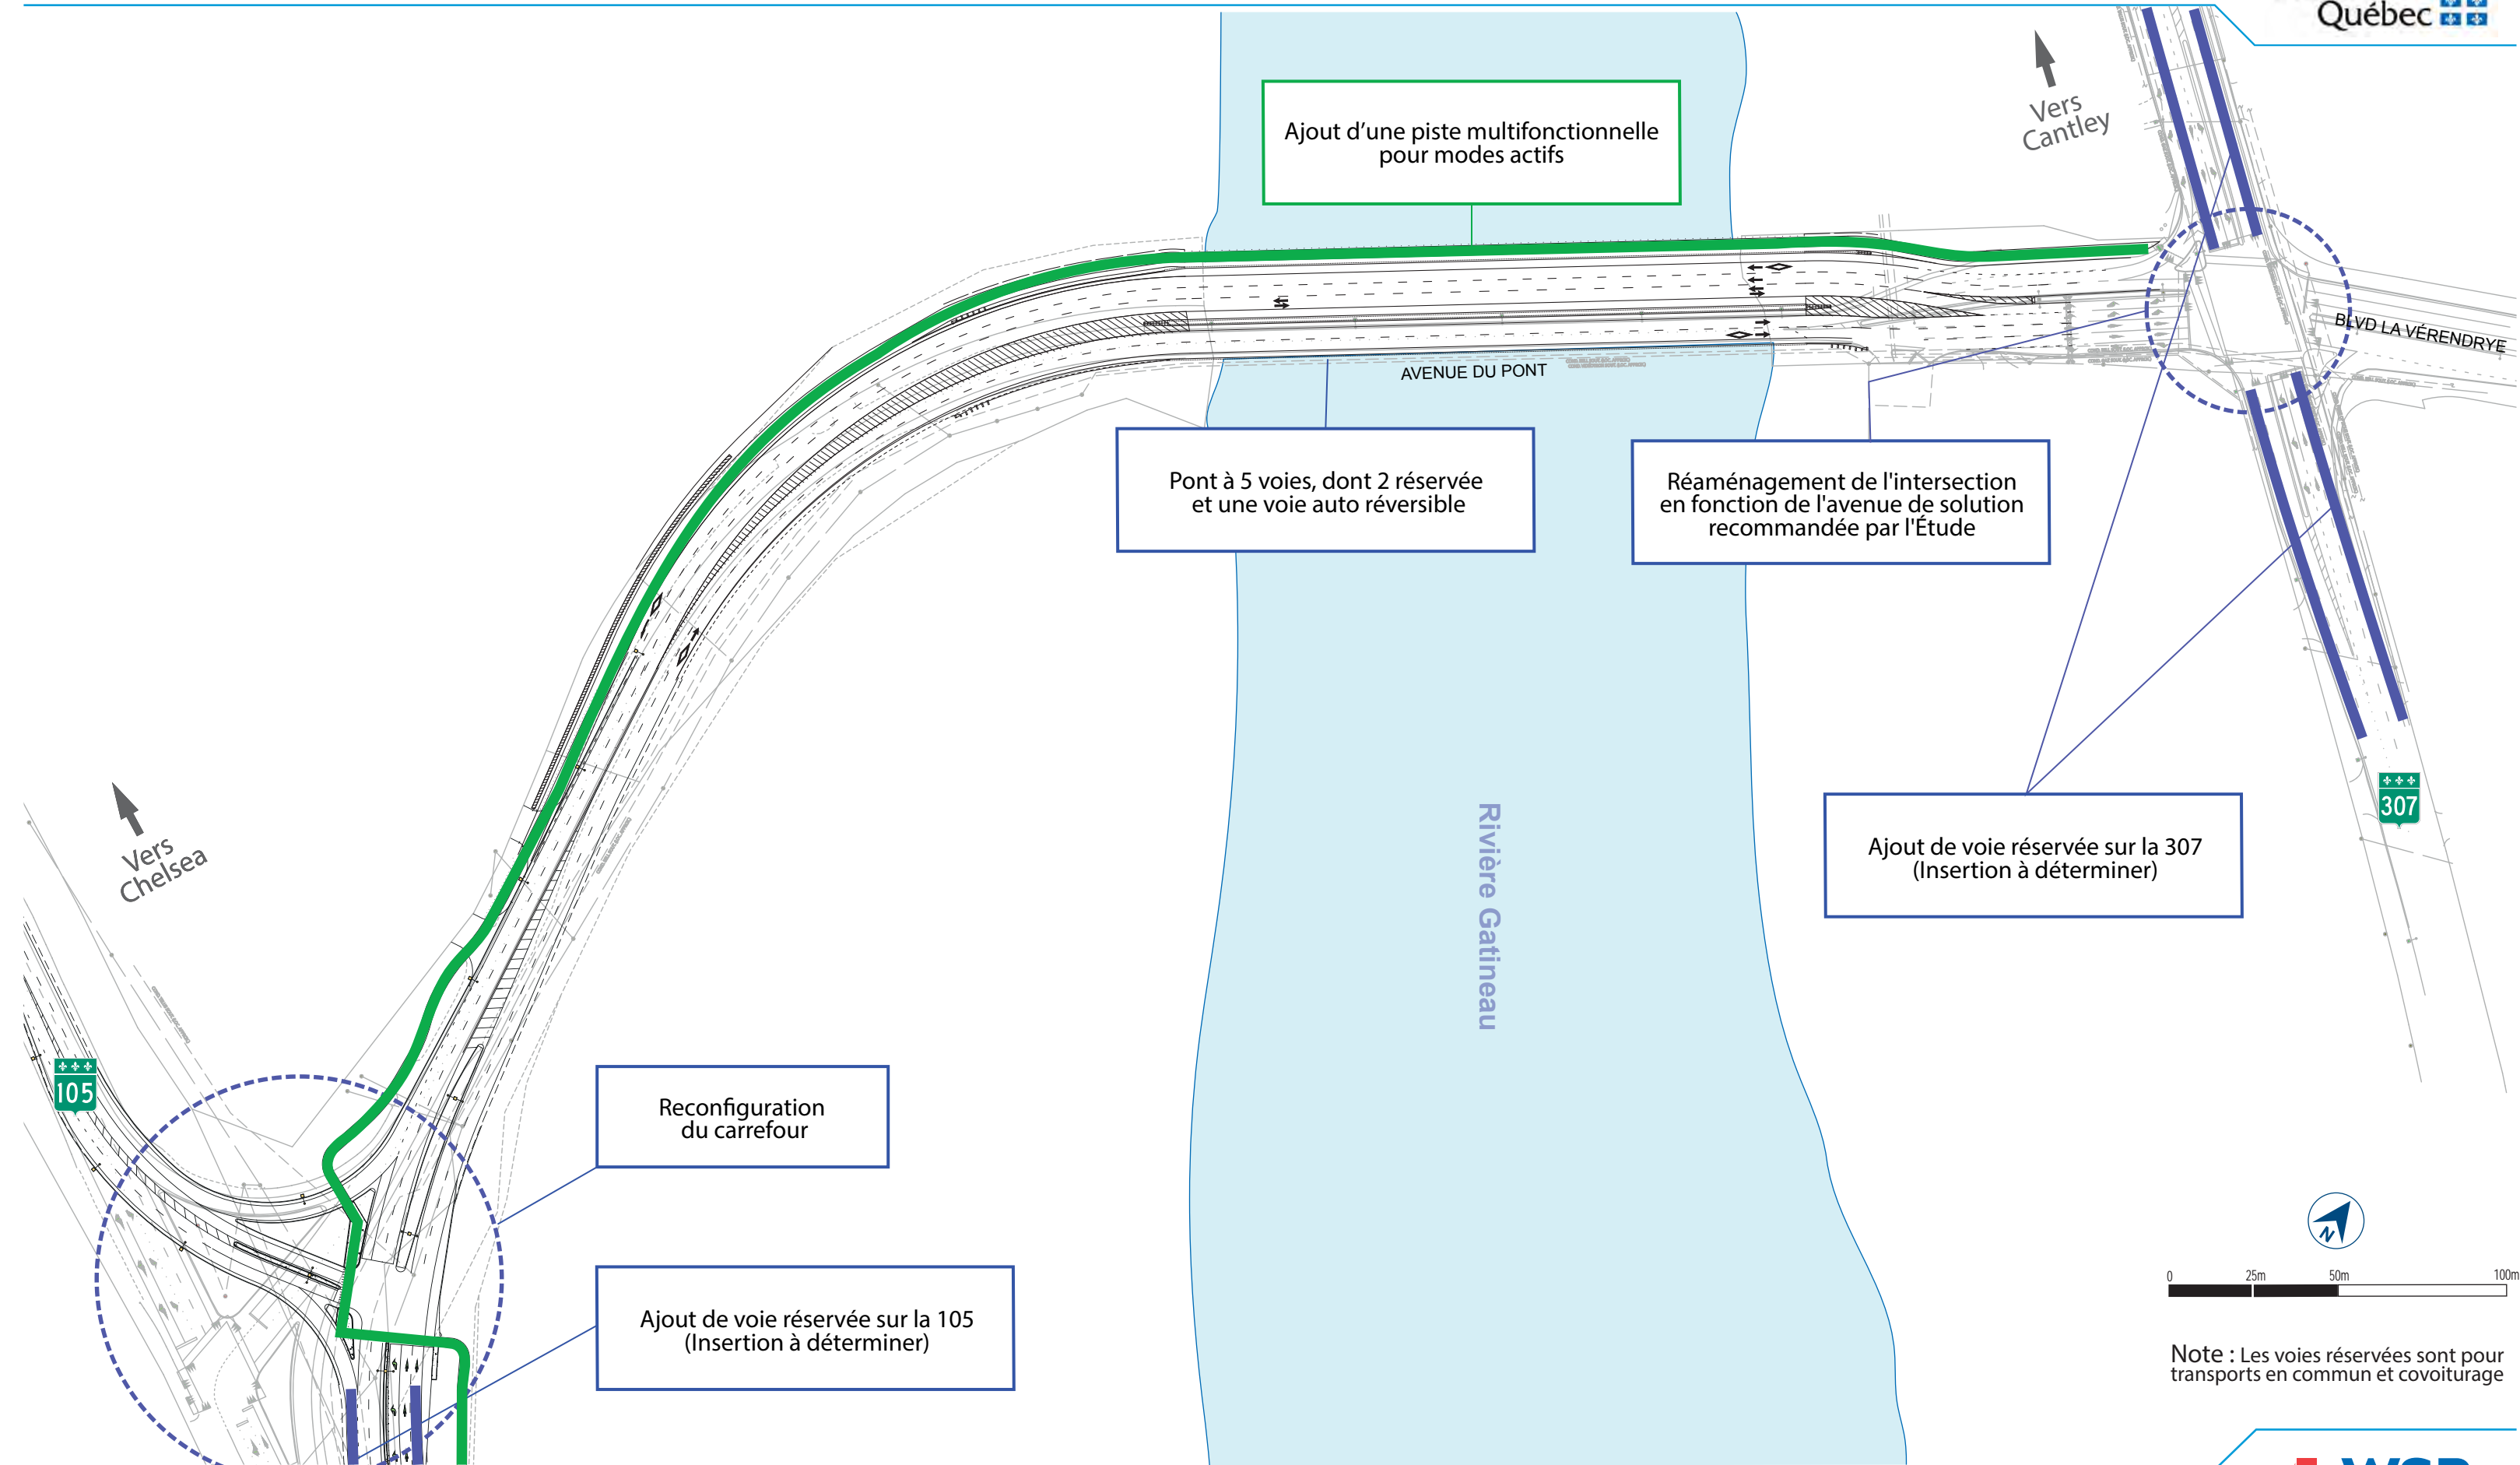 Québec
Vers
Cantley
Ajout d’une piste multifonctionnelle
pour modes actifs
BLVD LA VÉRENDRYE
AVENUE DU PONT
Pont à 5 voies, dont 2 réservée
et une voie auto réversible
Réaménagement de l'intersection
en fonction de l'avenue de solution
recommandée par l'Étude
307
Rivière Gatineau
Vers
Chelsea
Ajout de voie réservée sur la 307
(Insertion à déterminer)
105
Reconfiguration
du carrefour
Ajout de voie réservée sur la 105
(Insertion à déterminer)
N
0 25m 50m 100m
Note : Les voies réservées sont pour
transports en commun et covoiturage
WSP